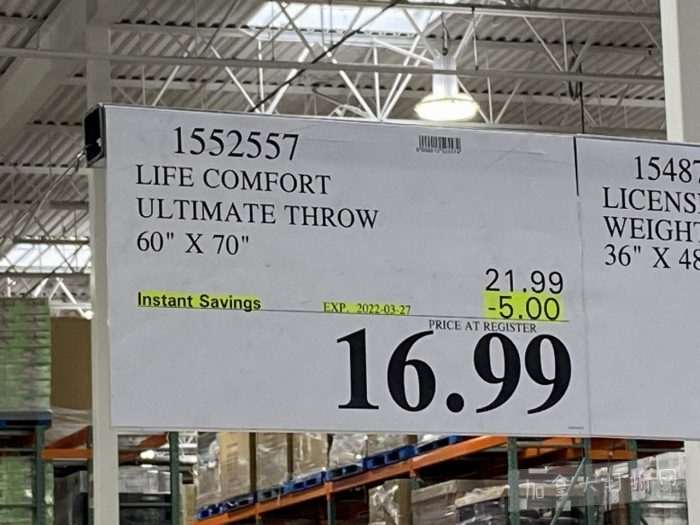 1552557
LIFE COMFORT
ULTIMATE THROW
60" X 70"
21.99
Instant Savings EXP. 2022-03-27 -5.00
PRICE AT REGISTER
16.99
15487
LICENS
WEIGHT
36" X 48